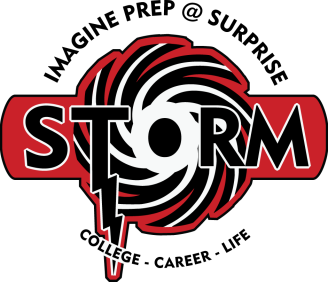 IMAGINE PREP @ SURPRISE
STORM
COLLEGE - CAREER - LIFE